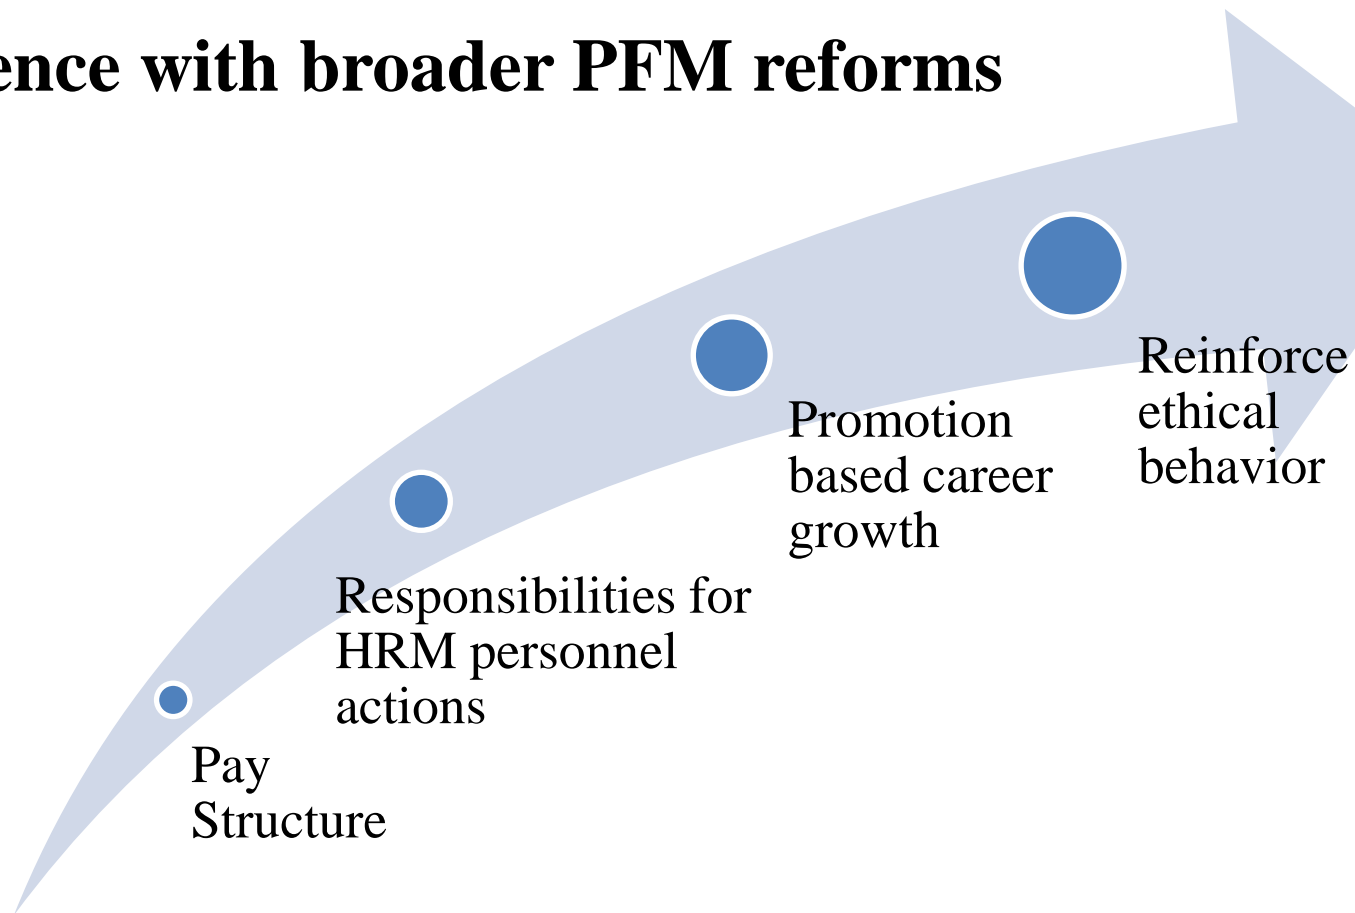 ence with broader PFM reforms
Reinforce
ethical
behavior
Promotion
based career
growth
Responsibilities for
HRM personnel
actions
Pay
Structure